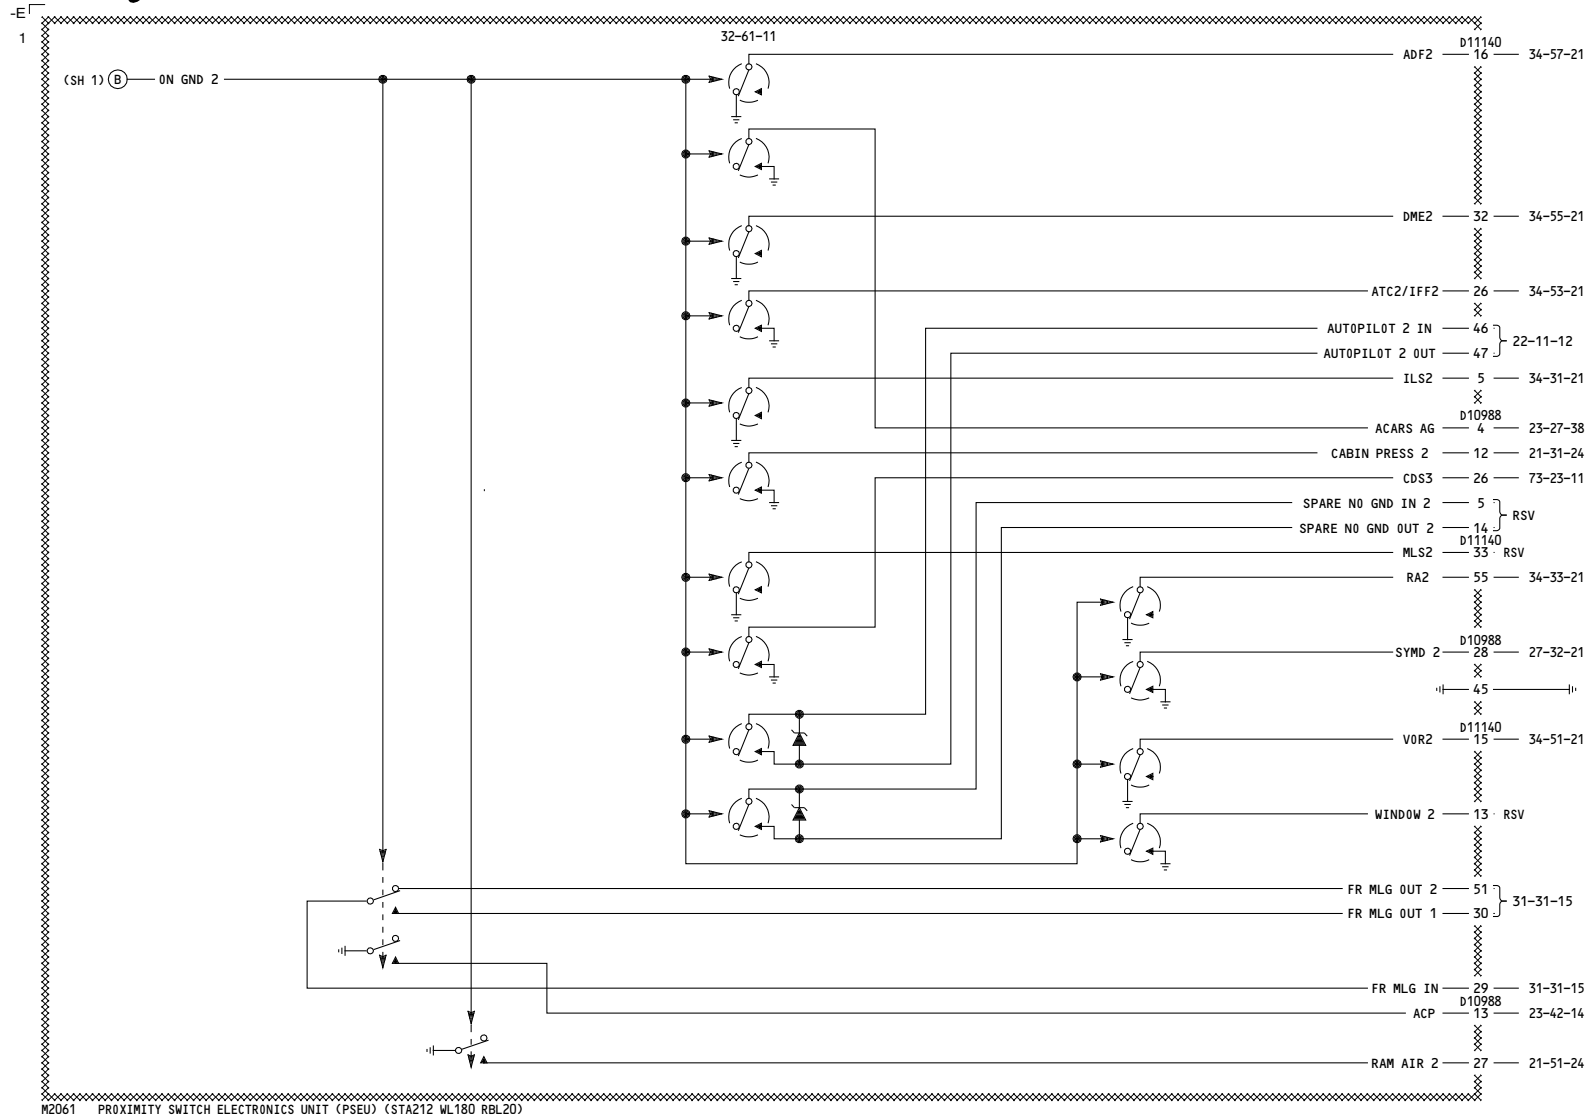 -E
1
32-61-11
D11140
ADF2 16 34-57-21
(SH 1) B ON GND 2
DME2 32 34-55-21
ATC2/IFF2 26 34-53-21
AUTOPILOT 2 IN 46
22-11-12
AUTOPILOT 2 OUT 47
ILS2 5 34-31-21
D10988
ACARS AG 4 23-27-38
CABIN PRESS 2 12 21-31-24
CDS3 26 73-23-11
SPARE NO GND IN 2 5
RSV
SPARE NO GND OUT 2 14
D11140
MLS2 33 RSV
RA2 55 34-33-21
D10988
SYMD 2 28 27-32-21
45
D11140
VOR2 15 34-51-21
WINDOW 2 13 RSV
FR MLG OUT 2 51
31-31-15
FR MLG OUT 1 30
FR MLG IN 29 31-31-15
D10988
ACP 13 23-42-14
RAM AIR 2 27 21-51-24
M2061 PROXIMITY SWITCH ELECTRONICS UNIT (PSEU) (STA212 WL180 RBL20)